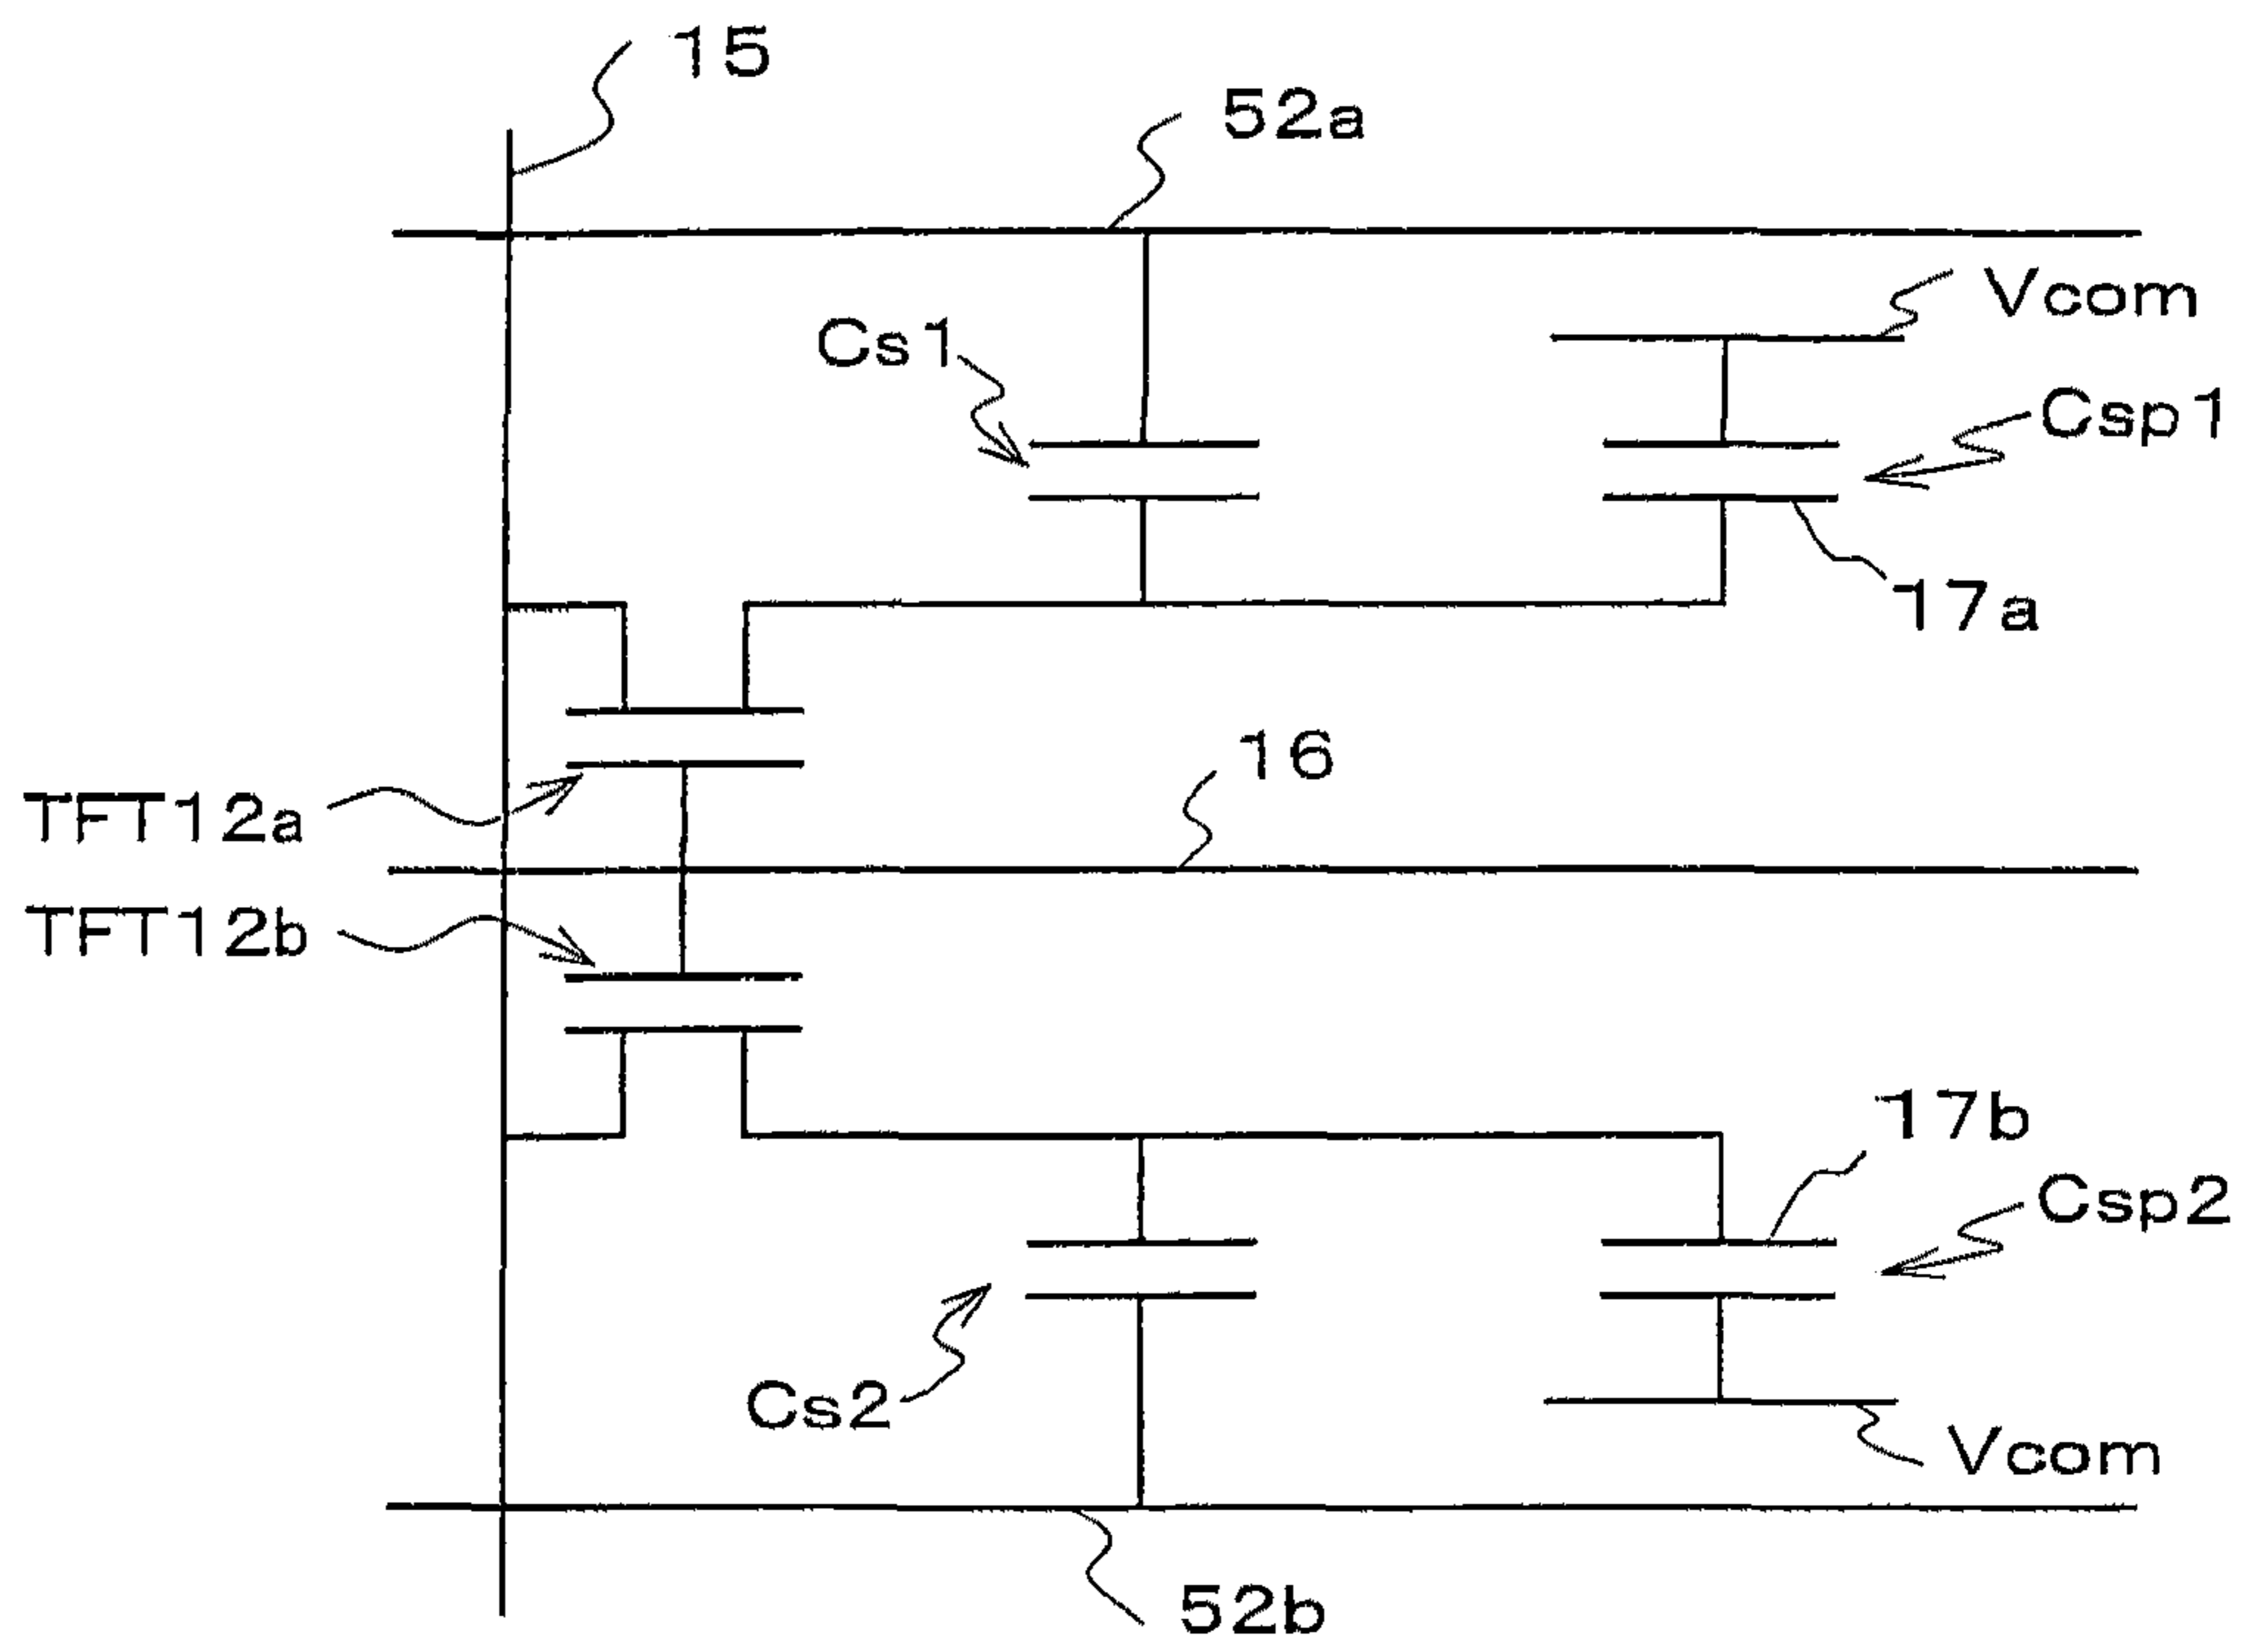 15
52a
Vcom
Cs1
Csp1
17a
16
TFT12a
TFT12b
17b
Csp2
Cs2
Vcom
52b